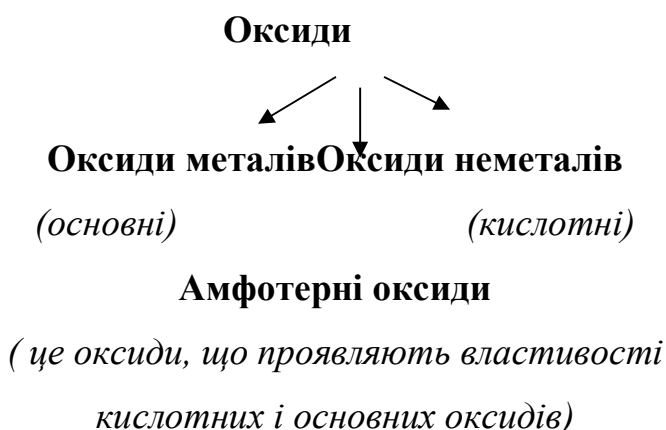 Оксиди
Оксиди металівОксиди неметалів
(основні) (кислотні)
Амфотерні оксиди
( це оксиди, що проявляють властивості
кислотних і основних оксидів)